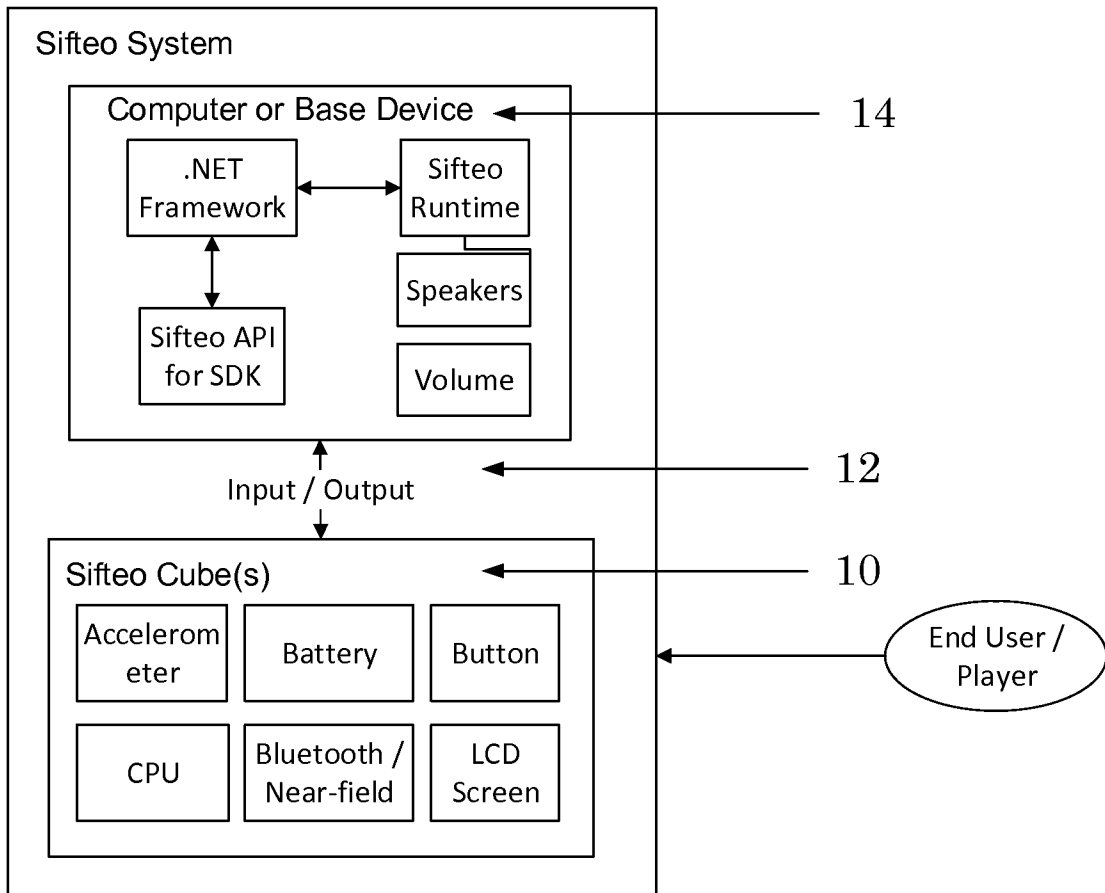 Sifteo System
Computer or Base Device
14
.NET
Framework
Sifteo
Runtime
Speakers
Sifteo API
for SDK
Volume
12
Input / Output
10
Sifteo Cube(s)
Accelerom
eter
Battery
Button
End User /
Player
CPU
Bluetooth /
Near-field
LCD
Screen